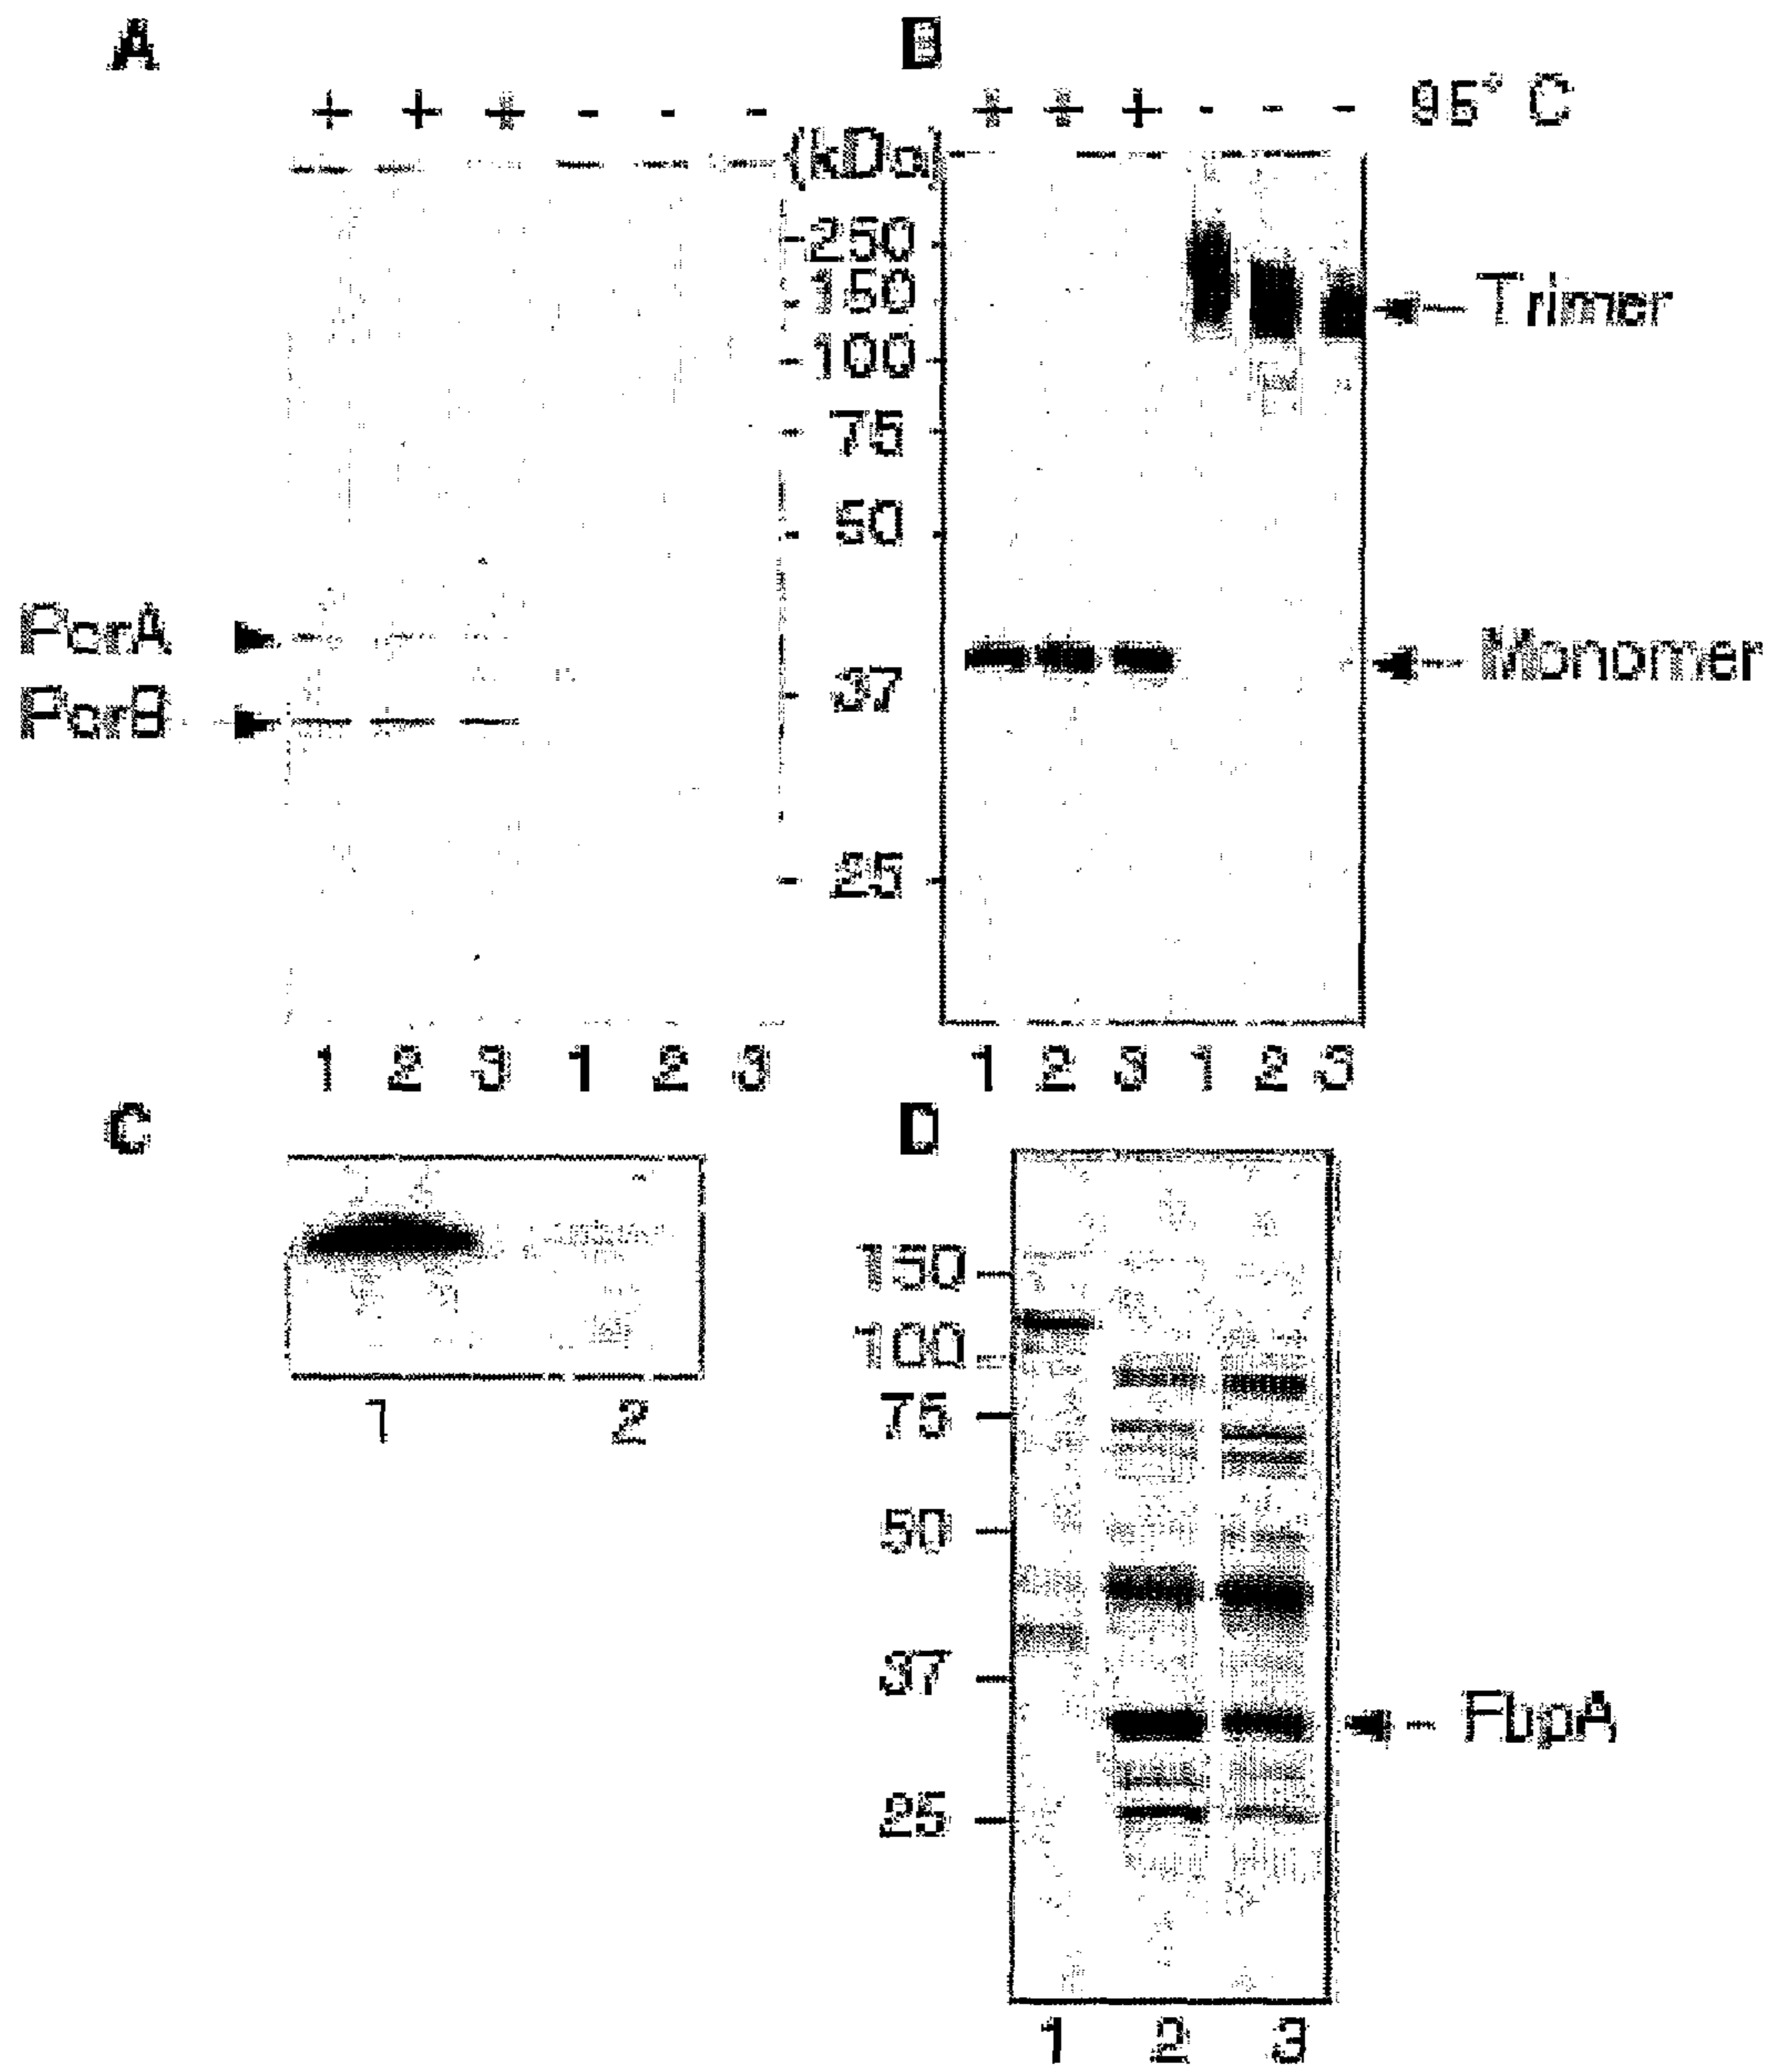 A B
+ + + - - - + + + - - - 95° C
(kDa)
250
150
Trimer
100
75
50
PorA
Monomer
37
PorB
25
1 2 3 1 2 3 1 2 3 1 2 3
C D
150
100
75
1 2
50
37
FbpA
25
1 2 3